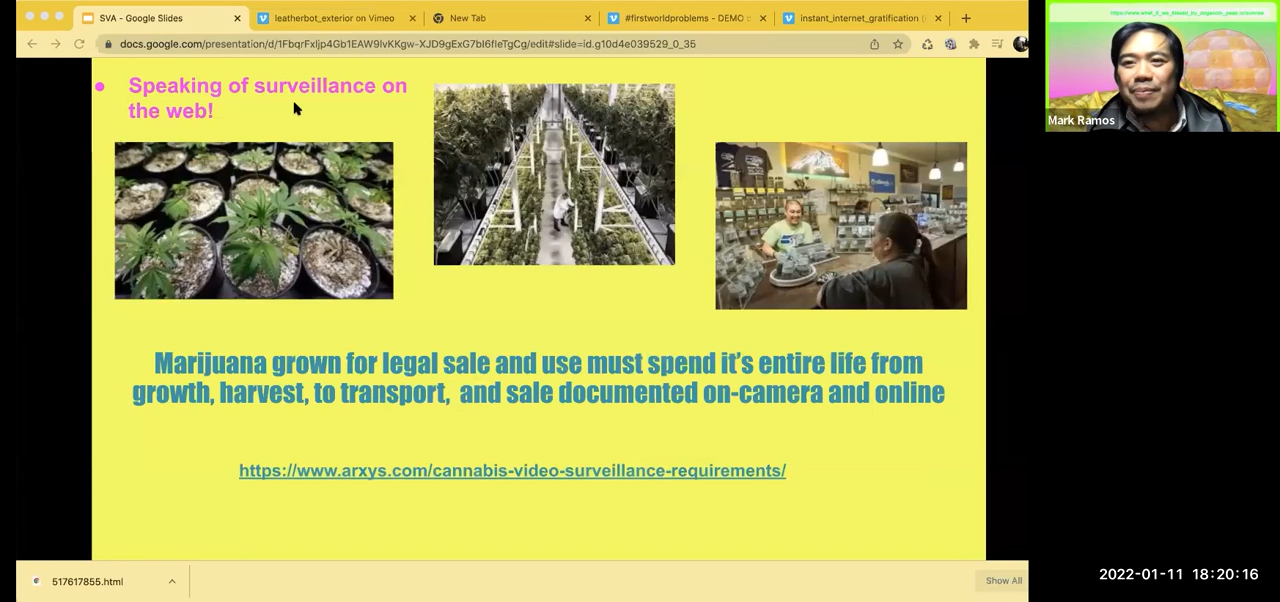 SVA - Google Slides
leatherbot_exterior on Vimeo
New Tab
#firstworldproblems - DEMO
instant_internet_gratification (
docs.google.com/presentation/d/1FbqrFxljp4Gb1EAW9lvKKgw-XJD9gExG7bI6fIeTgCg/edit#slide=id.g10d4e039529_0_35
Speaking of surveillance on
the web!
Marijuana grown for legal sale and use must spend it's entire life from
growth, harvest, to transport, and sale documented on-camera and online
https://www.arxys.com/cannabis-video-surveillance-requirements/
517617855.html
Show All
Mark Ramos
2022-01-11 18:20:16